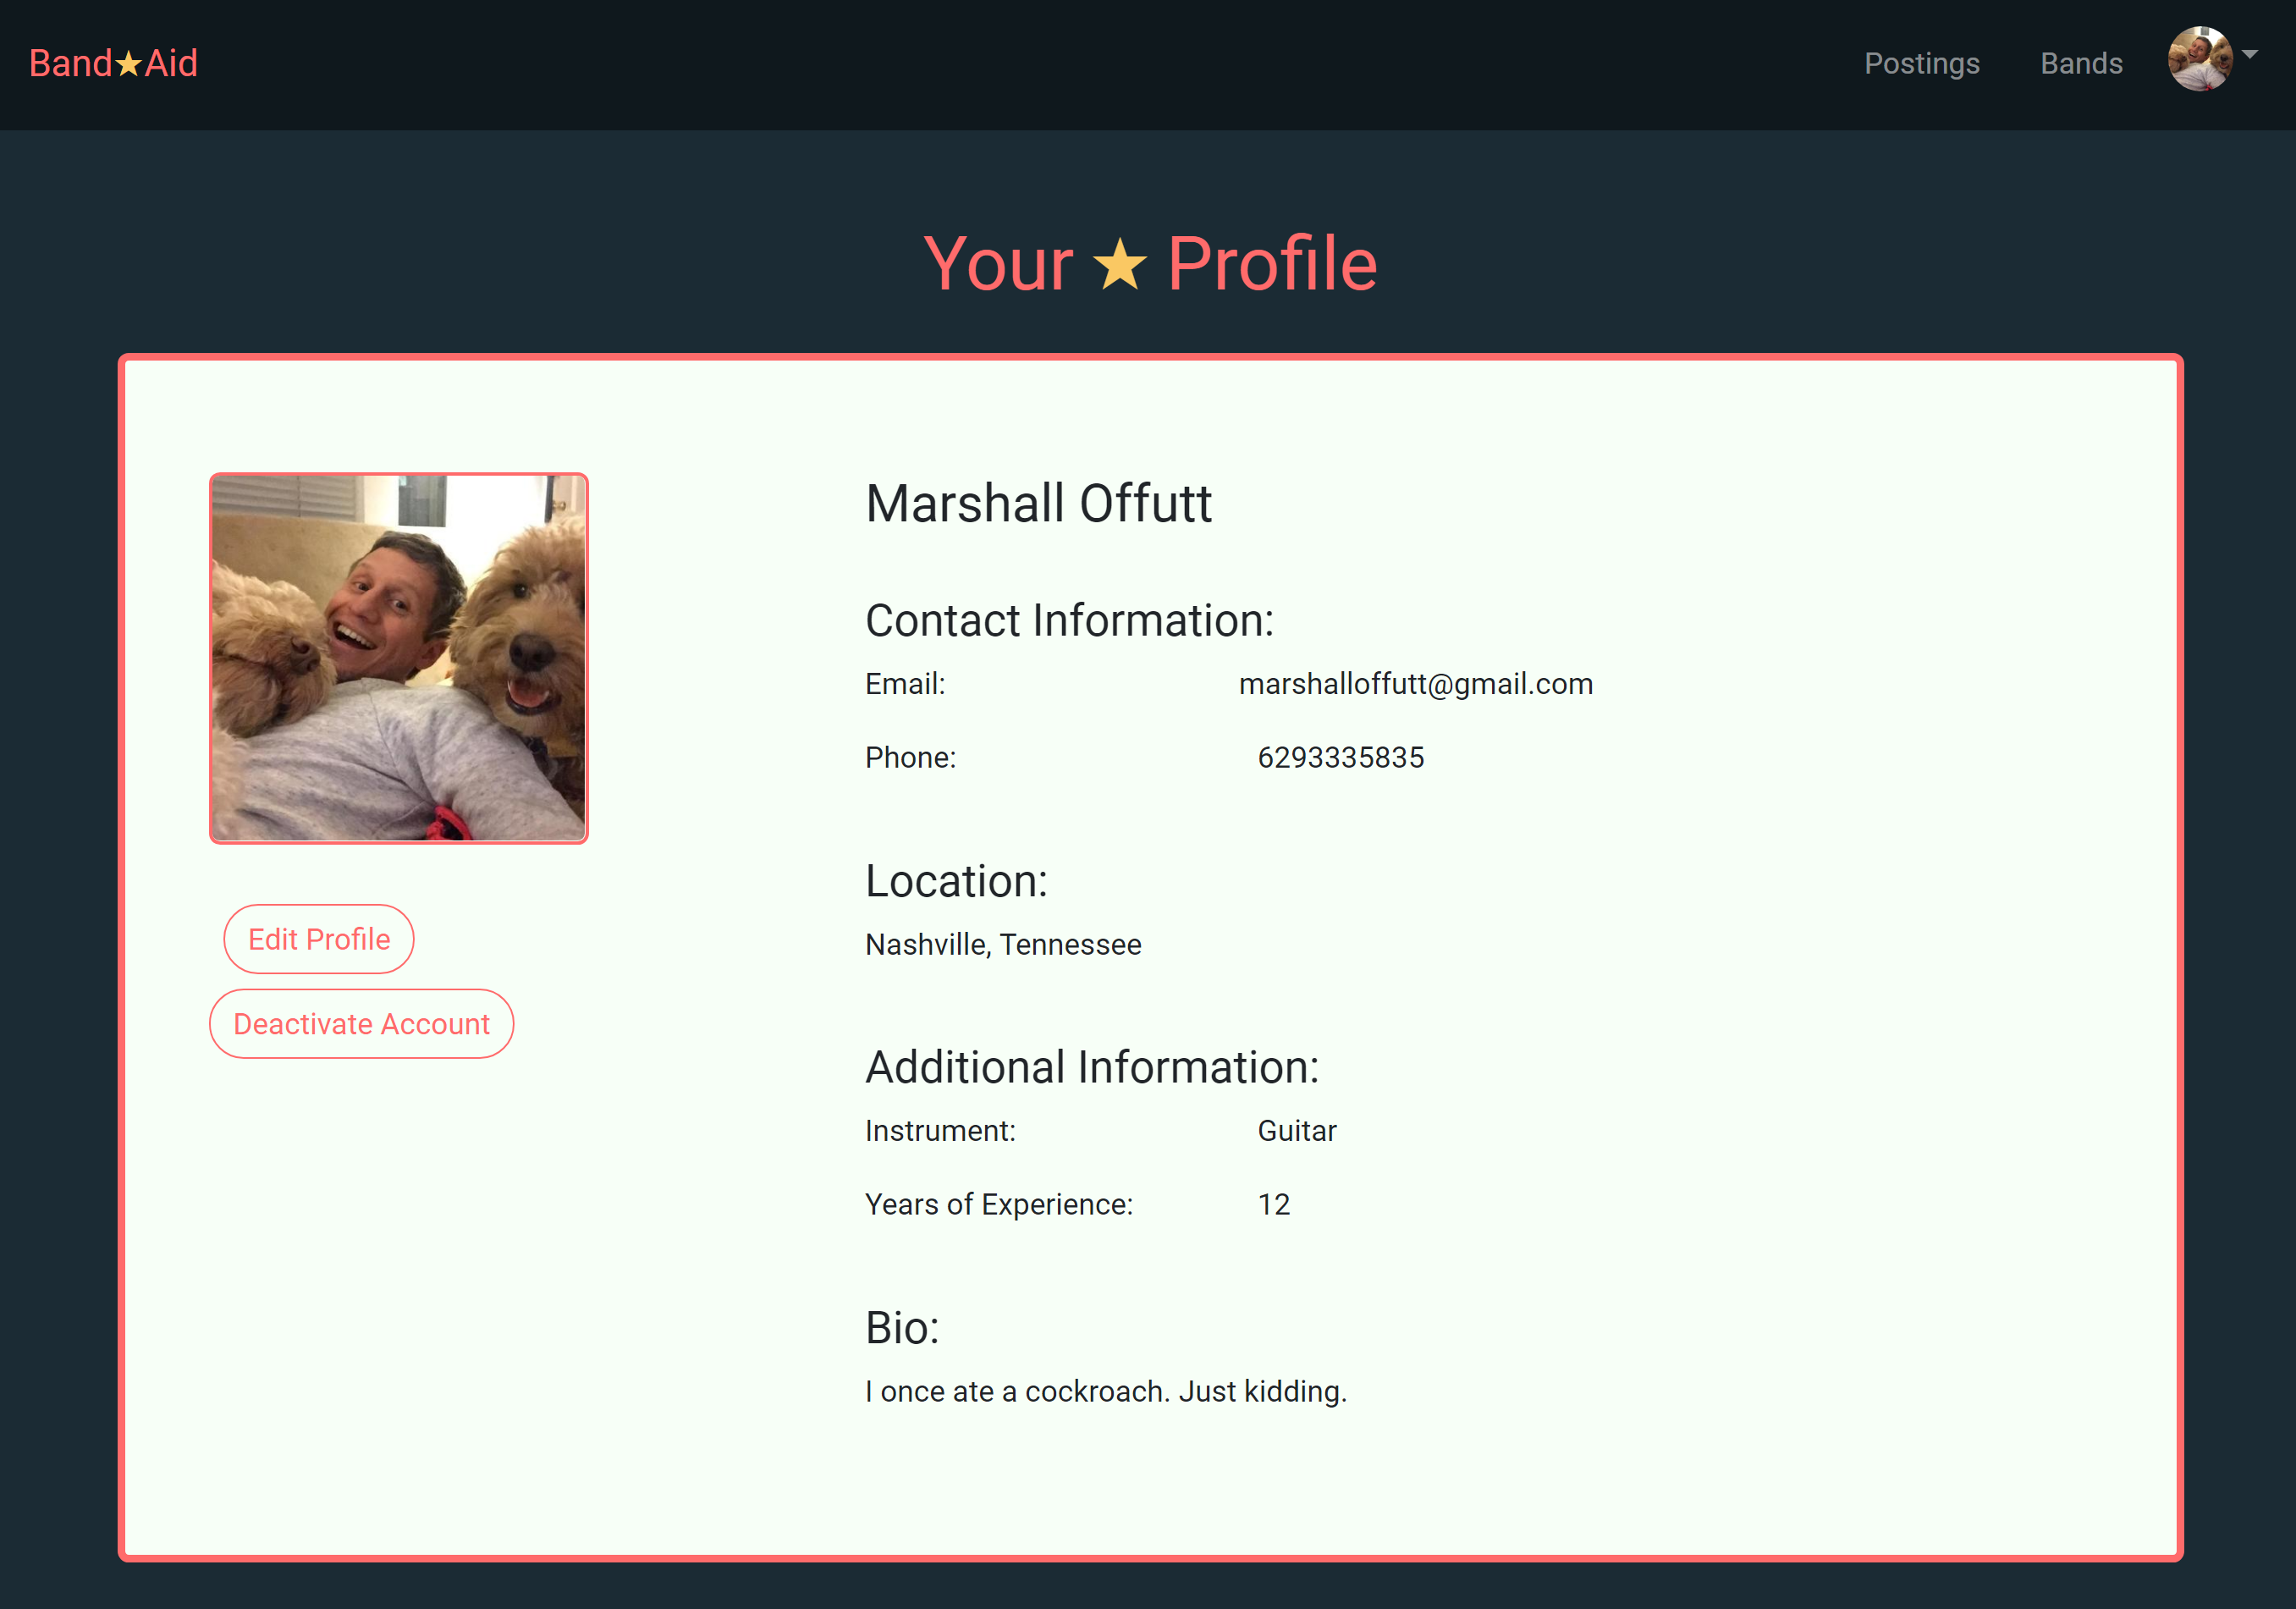 Band★Aid
Postings
Bands
Your ★ Profile
Marshall Offutt
Contact Information:
Email: marshalloffutt@gmail.com
Phone: 6293335835
Location:
Nashville, Tennessee
Edit Profile
Deactivate Account
Additional Information:
Instrument: Guitar
Years of Experience: 12
Bio:
I once ate a cockroach. Just kidding.